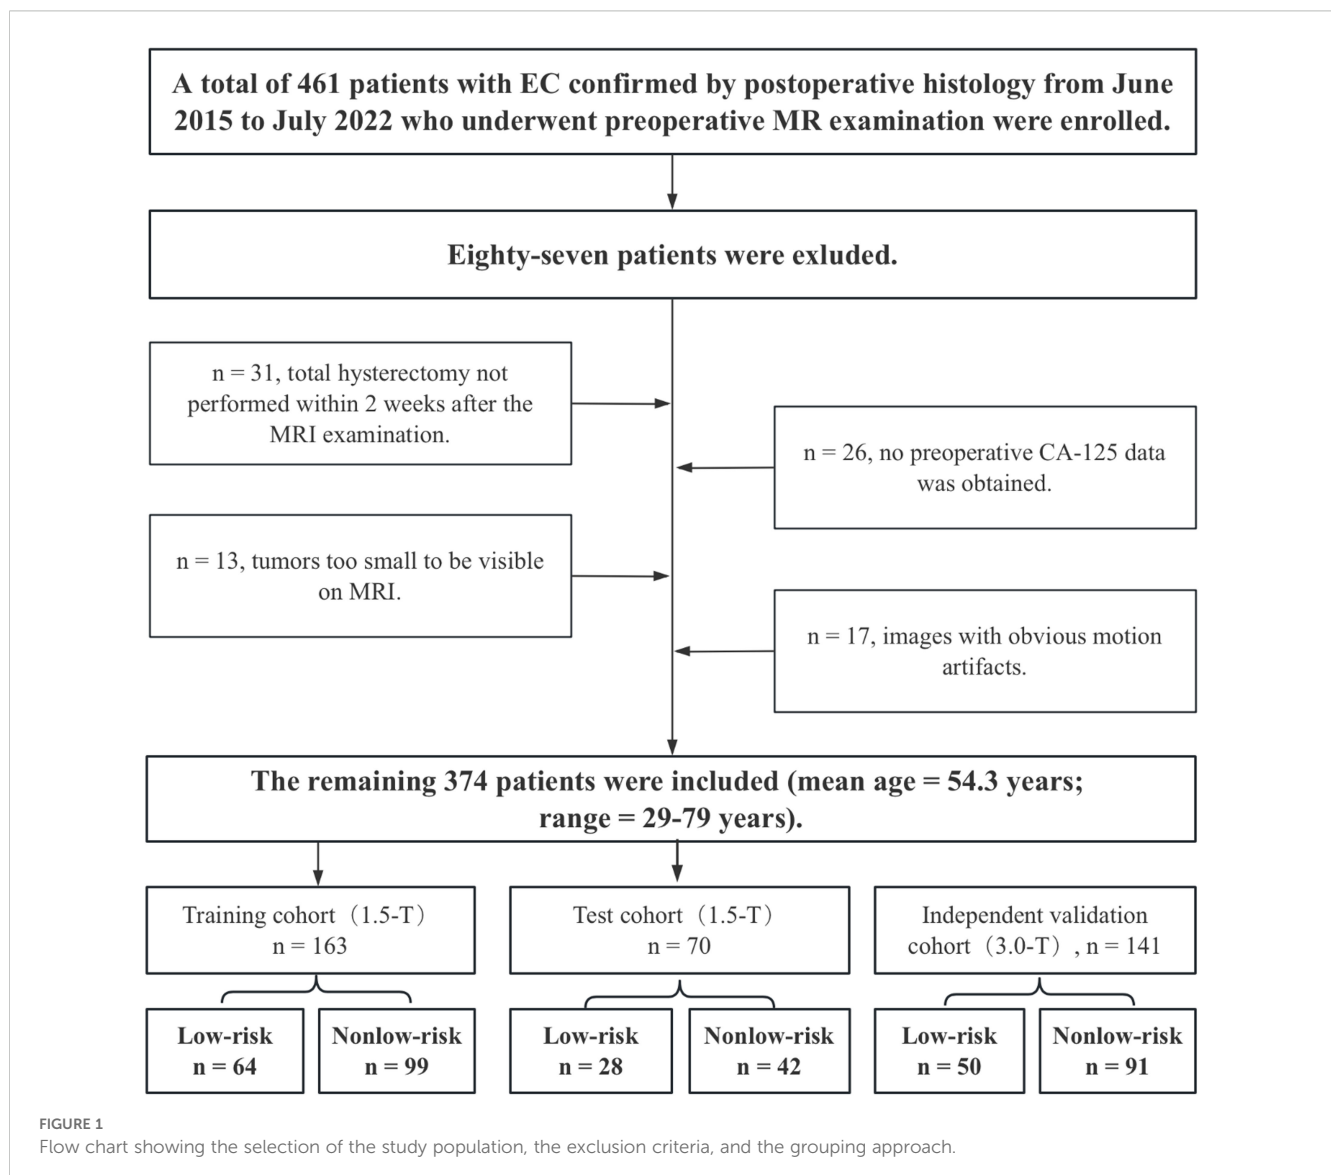 A total of 461 patients with EC confirmed by postoperative histology from June
2015 to July 2022 who underwent preoperative MR examination were enrolled.
Eighty-seven patients were exluded.
n = 31, total hysterectomy not
performed within 2 weeks after the
MRI examination.
n = 26, no preoperative CA-125 data
was obtained.
n = 13, tumors too small to be visible
on MRI.
n = 17, images with obvious motion
artifacts.
The remaining 374 patients were included (mean age = 54.3 years;
range = 29-79 years).
Training cohort（1.5-T）
n = 163
Test cohort（1.5-T）
n = 70
Independent validation
cohort（3.0-T）, n = 141
Low-risk
n = 64
Nonlow-risk
n = 99
Low-risk
n = 28
Nonlow-risk
n = 42
Low-risk
n = 50
Nonlow-risk
n = 91
FIGURE 1
Flow chart showing the selection of the study population, the exclusion criteria, and the grouping approach.